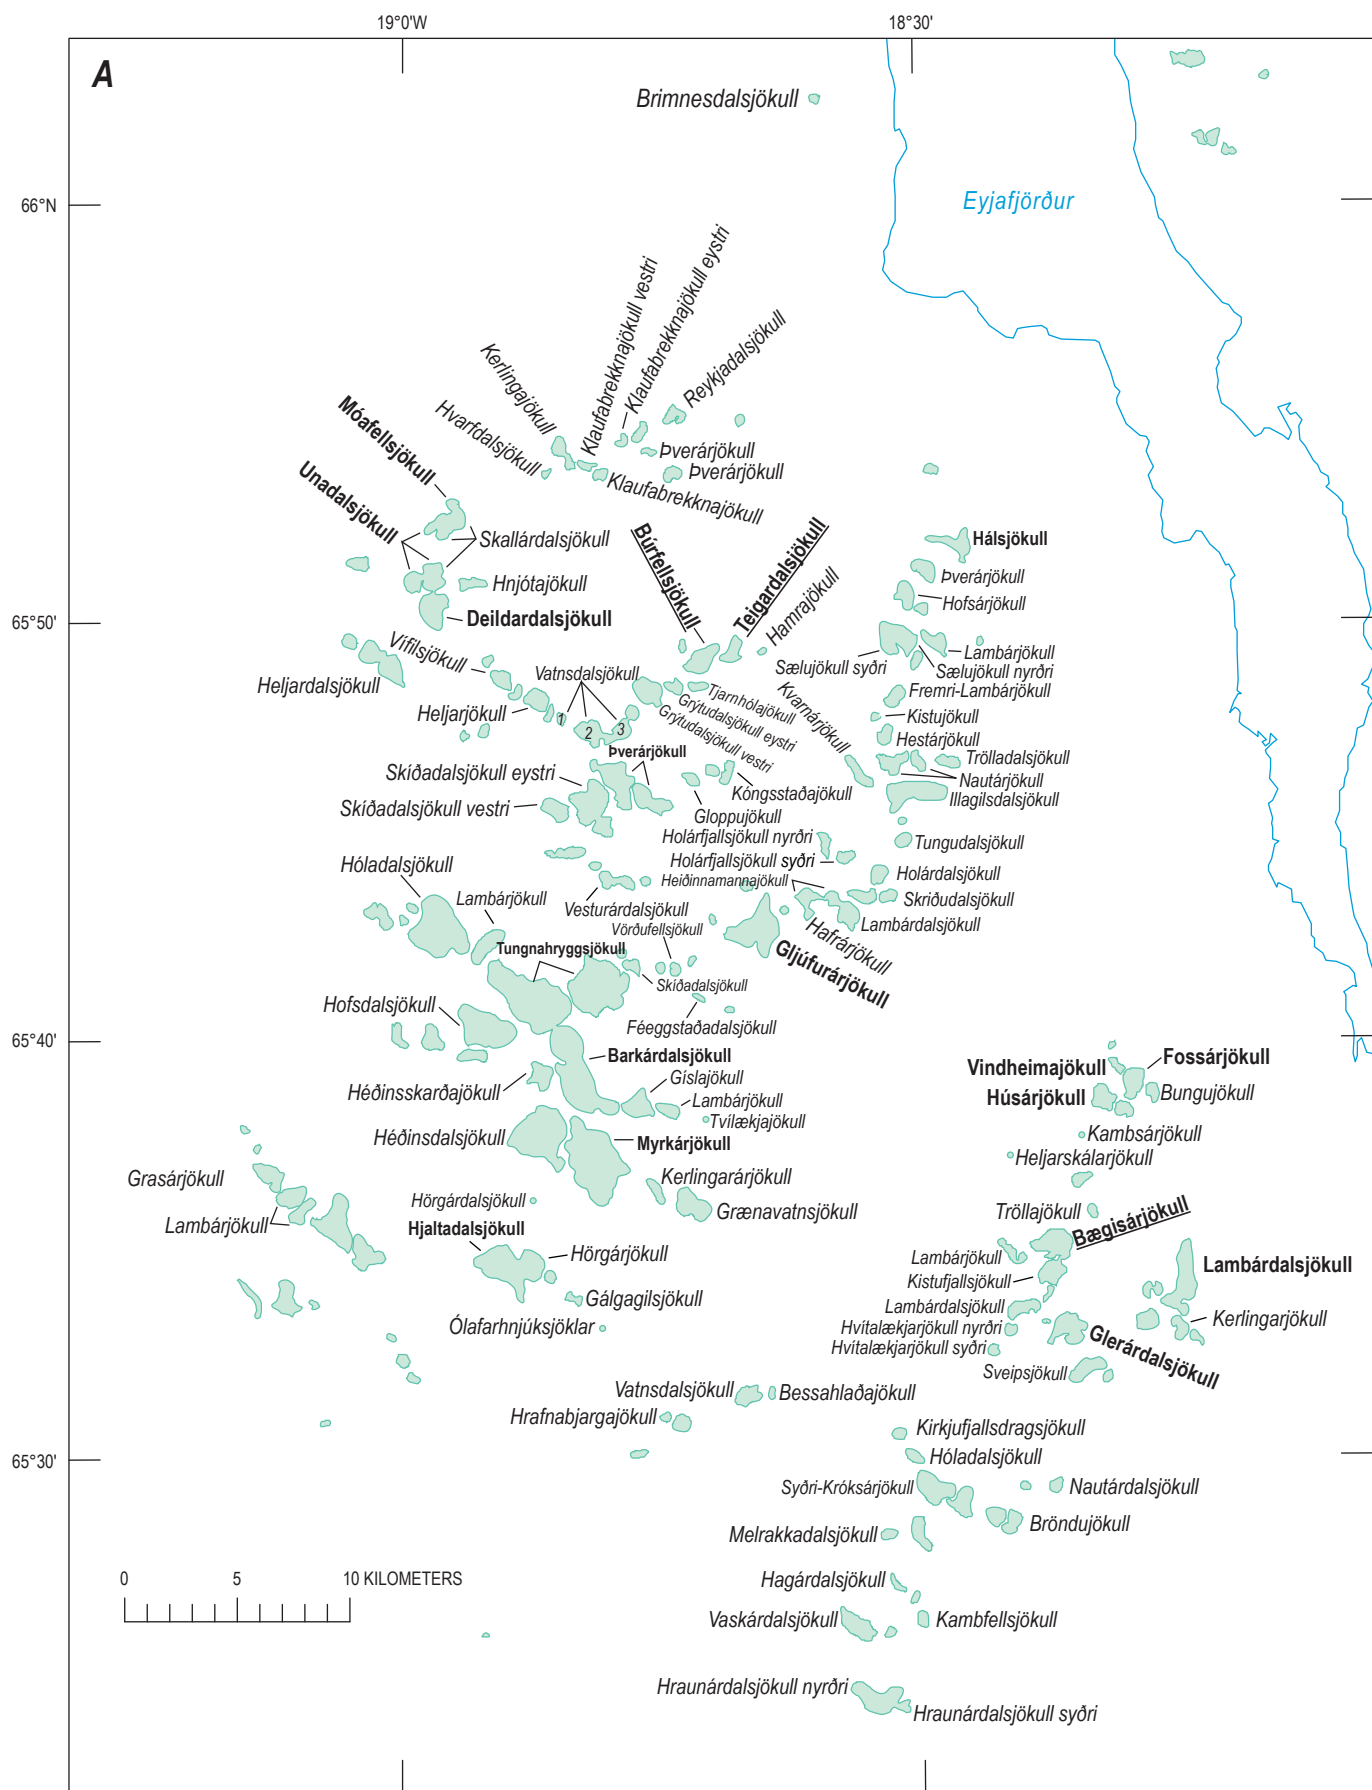 19°0'W
18°30'
A
Brimnesdalsjökull
66°N
Eyjafjörður
Klaufabrekknajökull vestri
Klaufabrekknajökull eystri
Reykjadalsjökull
Kerlingajökull
Hvarfdalsjökull
Móafellsjökull
Unadalsjökull
Þverárjökull
Þverárjökull
Klaufabrekknajökull
Skallárdalsjökull
Hnjótajökull
Deildardalsjökull
Búrfellsjökull
Teigardalsjökull
Hamrajökull
Hálsjökull
Þverárjökull
Hofsárjökull
65°50'
Vífilsjökull
Heljardalsjökull
Heljarjökull
Vatnsdalsjökull
1
2
3
Sælujökull syðri
Lambárjökull
Sælujökull nyrðri
Tjarnhólajökull
Grýtudalsjökull eystri
Grýtudalsjökull vestri
Kvarnárjökull
Fremri-Lambárjökull
Kistujökull
Hestárjökull
Þverárjökull
Trölladalsjökull
Nautárjökull
Illagilsdalsjökull
Skíðadalsjökull eystri
Skíðadalsjökull vestri
Kóngsstaðajökull
Gloppujökull
Holárfjallsjökull nyrðri
Tungudalsjökull
Holárfjallsjökull syðri
Hóladalsjökull
Heiðinnamannajökull
Holárdalsjökull
Lambárjökull
Vesturárdalsjökull
Skriðudalsjökull
Vörðufellsjökull
Hafrárjökull
Lambárdalsjökull
Tungnahryggsjökull
Gljúfurárjökull
Skíðadalsjökull
Hofsdalsjökull
Féeggstaðadalsjökull
65°40'
Barkárdalsjökull
Vindheimajökull
Fossárjökull
Héðinsskarðajökull
Gíslajökull
Húsárjökull
Bungujökull
Lambárjökull
Tvílækjajökull
Héðinsdalsjökull
Myrkárjökull
Kambsárjökull
Heljarskálarjökull
Grasárjökull
Kerlingarárjökull
Hörgárdalsjökull
Grænavatnsjökull
Tröllajökull
Lambárjökull
Hjaltadalsjökull
Hörgárjökull
Bægisárjökull
Lambárjökull
Lambárdalsjökull
Kistufjallsjökull
Gálgagilsjökull
Lambárdalsjökull
Kerlingarjökull
Ólafarhnjúksjöklar
Hvítalækjarjökull nyrðri
Glerárdalsjökull
Hvítalækjarjökull syðri
Sveipsjökull
Vatnsdalsjökull
Bessahlaðajökull
Hrafnabjargajökull
Kirkjufjallsdragsjökull
65°30'
Hóladalsjökull
Syðri-Króksárjökull
Nautárdalsjökull
Bröndujökull
Melrakkadalsjökull
0
5
10 KILOMETERS
Hagárdalsjökull
Vaskárdalsjökull
Kambfellsjökull
Hraunárdalsjökull nyrðri
Hraunárdalsjökull syðri